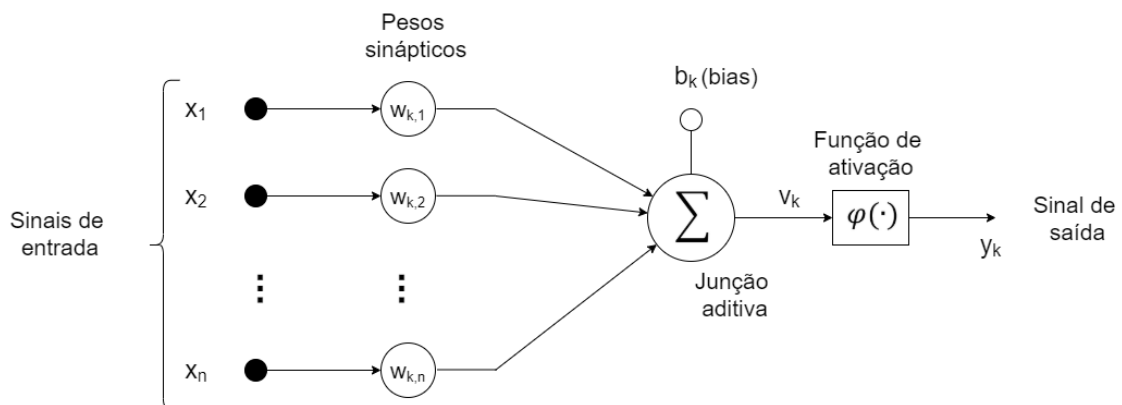 Pesos
sinápticos
Sinais de
entrada
x₁
x₂
⋮
xₙ
wₖ,₁
wₖ,₂
⋮
wₖ,ₙ
bₖ (bias)
∑
Junção
aditiva
vₖ
Função de
ativação
φ(·)
yₖ
Sinal de
saída